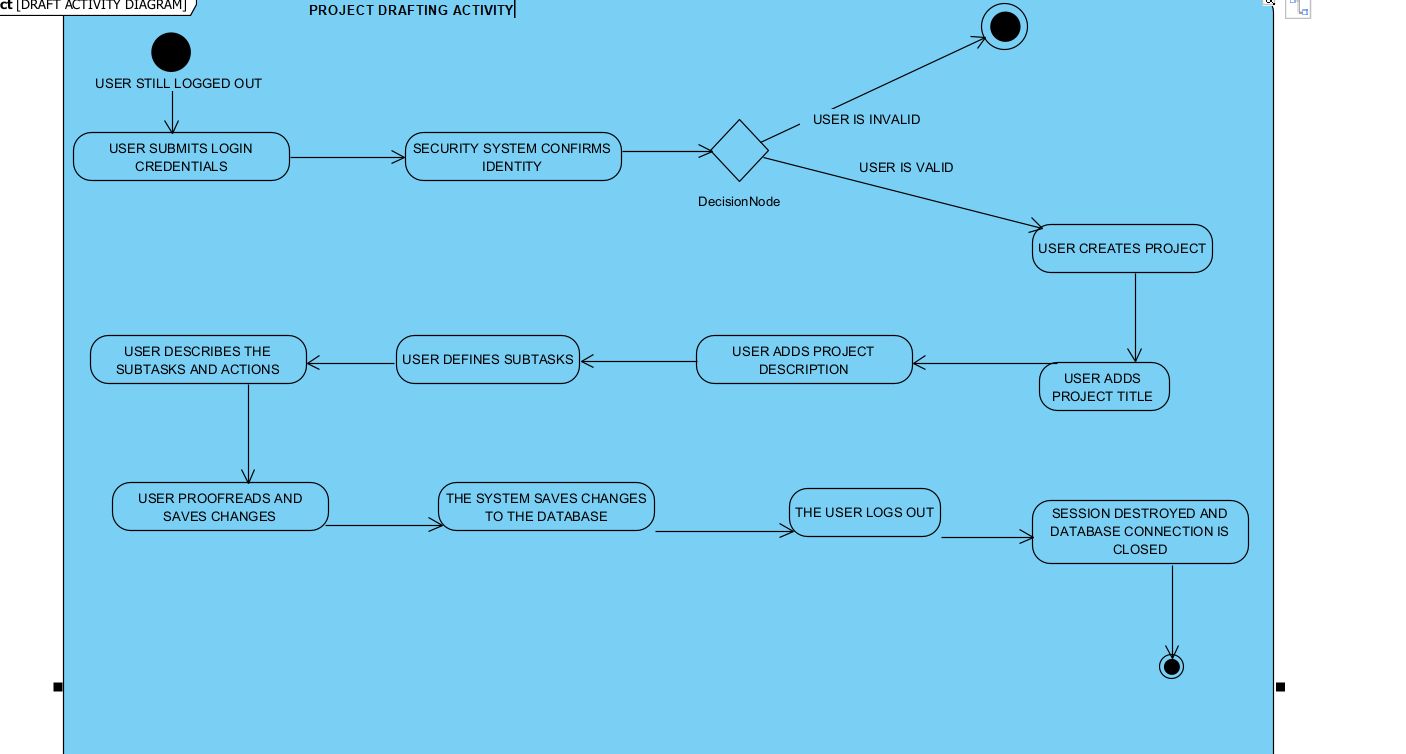 ct [DRAFT ACTIVITY DIAGRAM]
PROJECT DRAFTING ACTIVITY
USER STILL LOGGED OUT
USER SUBMITS LOGIN
CREDENTIALS
SECURITY SYSTEM CONFIRMS
IDENTITY
DecisionNode
USER IS INVALID
USER IS VALID
USER CREATES PROJECT
USER ADDS
PROJECT TITLE
USER ADDS PROJECT
DESCRIPTION
USER DEFINES SUBTASKS
USER DESCRIBES THE
SUBTASKS AND ACTIONS
USER PROOFREADS AND
SAVES CHANGES
THE SYSTEM SAVES CHANGES
TO THE DATABASE
THE USER LOGS OUT
SESSION DESTROYED AND
DATABASE CONNECTION IS
CLOSED